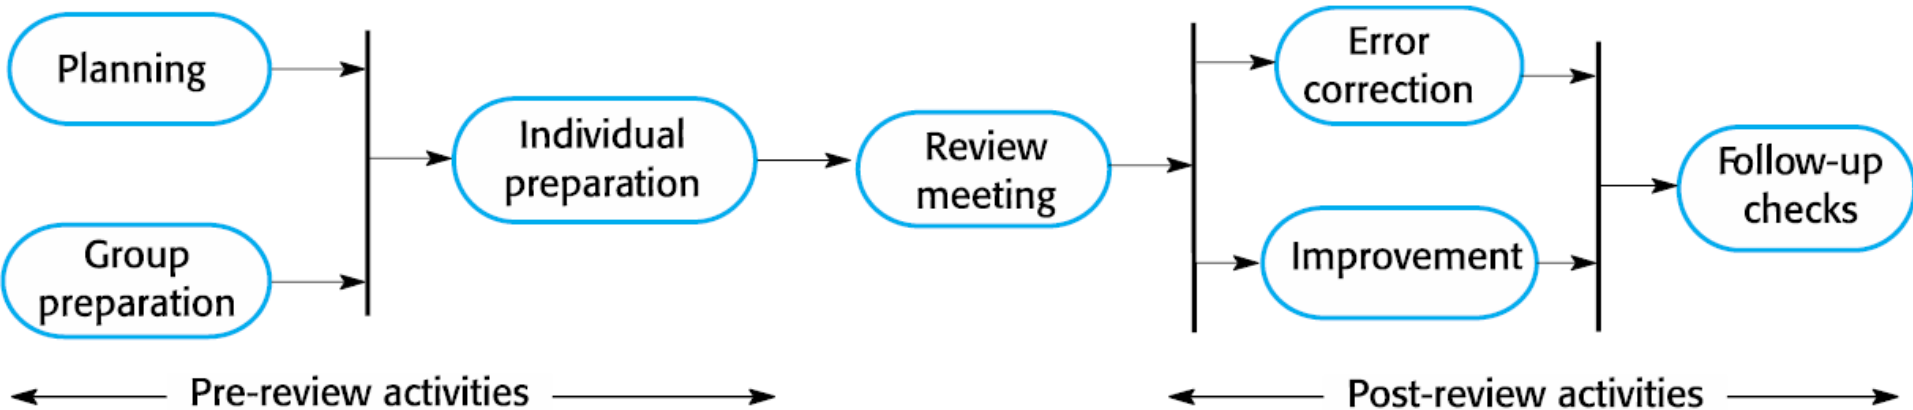 Planning
Group
preparation
Individual
preparation
Review
meeting
Error
correction
Improvement
Follow-up
checks
Pre-review activities
Post-review activities